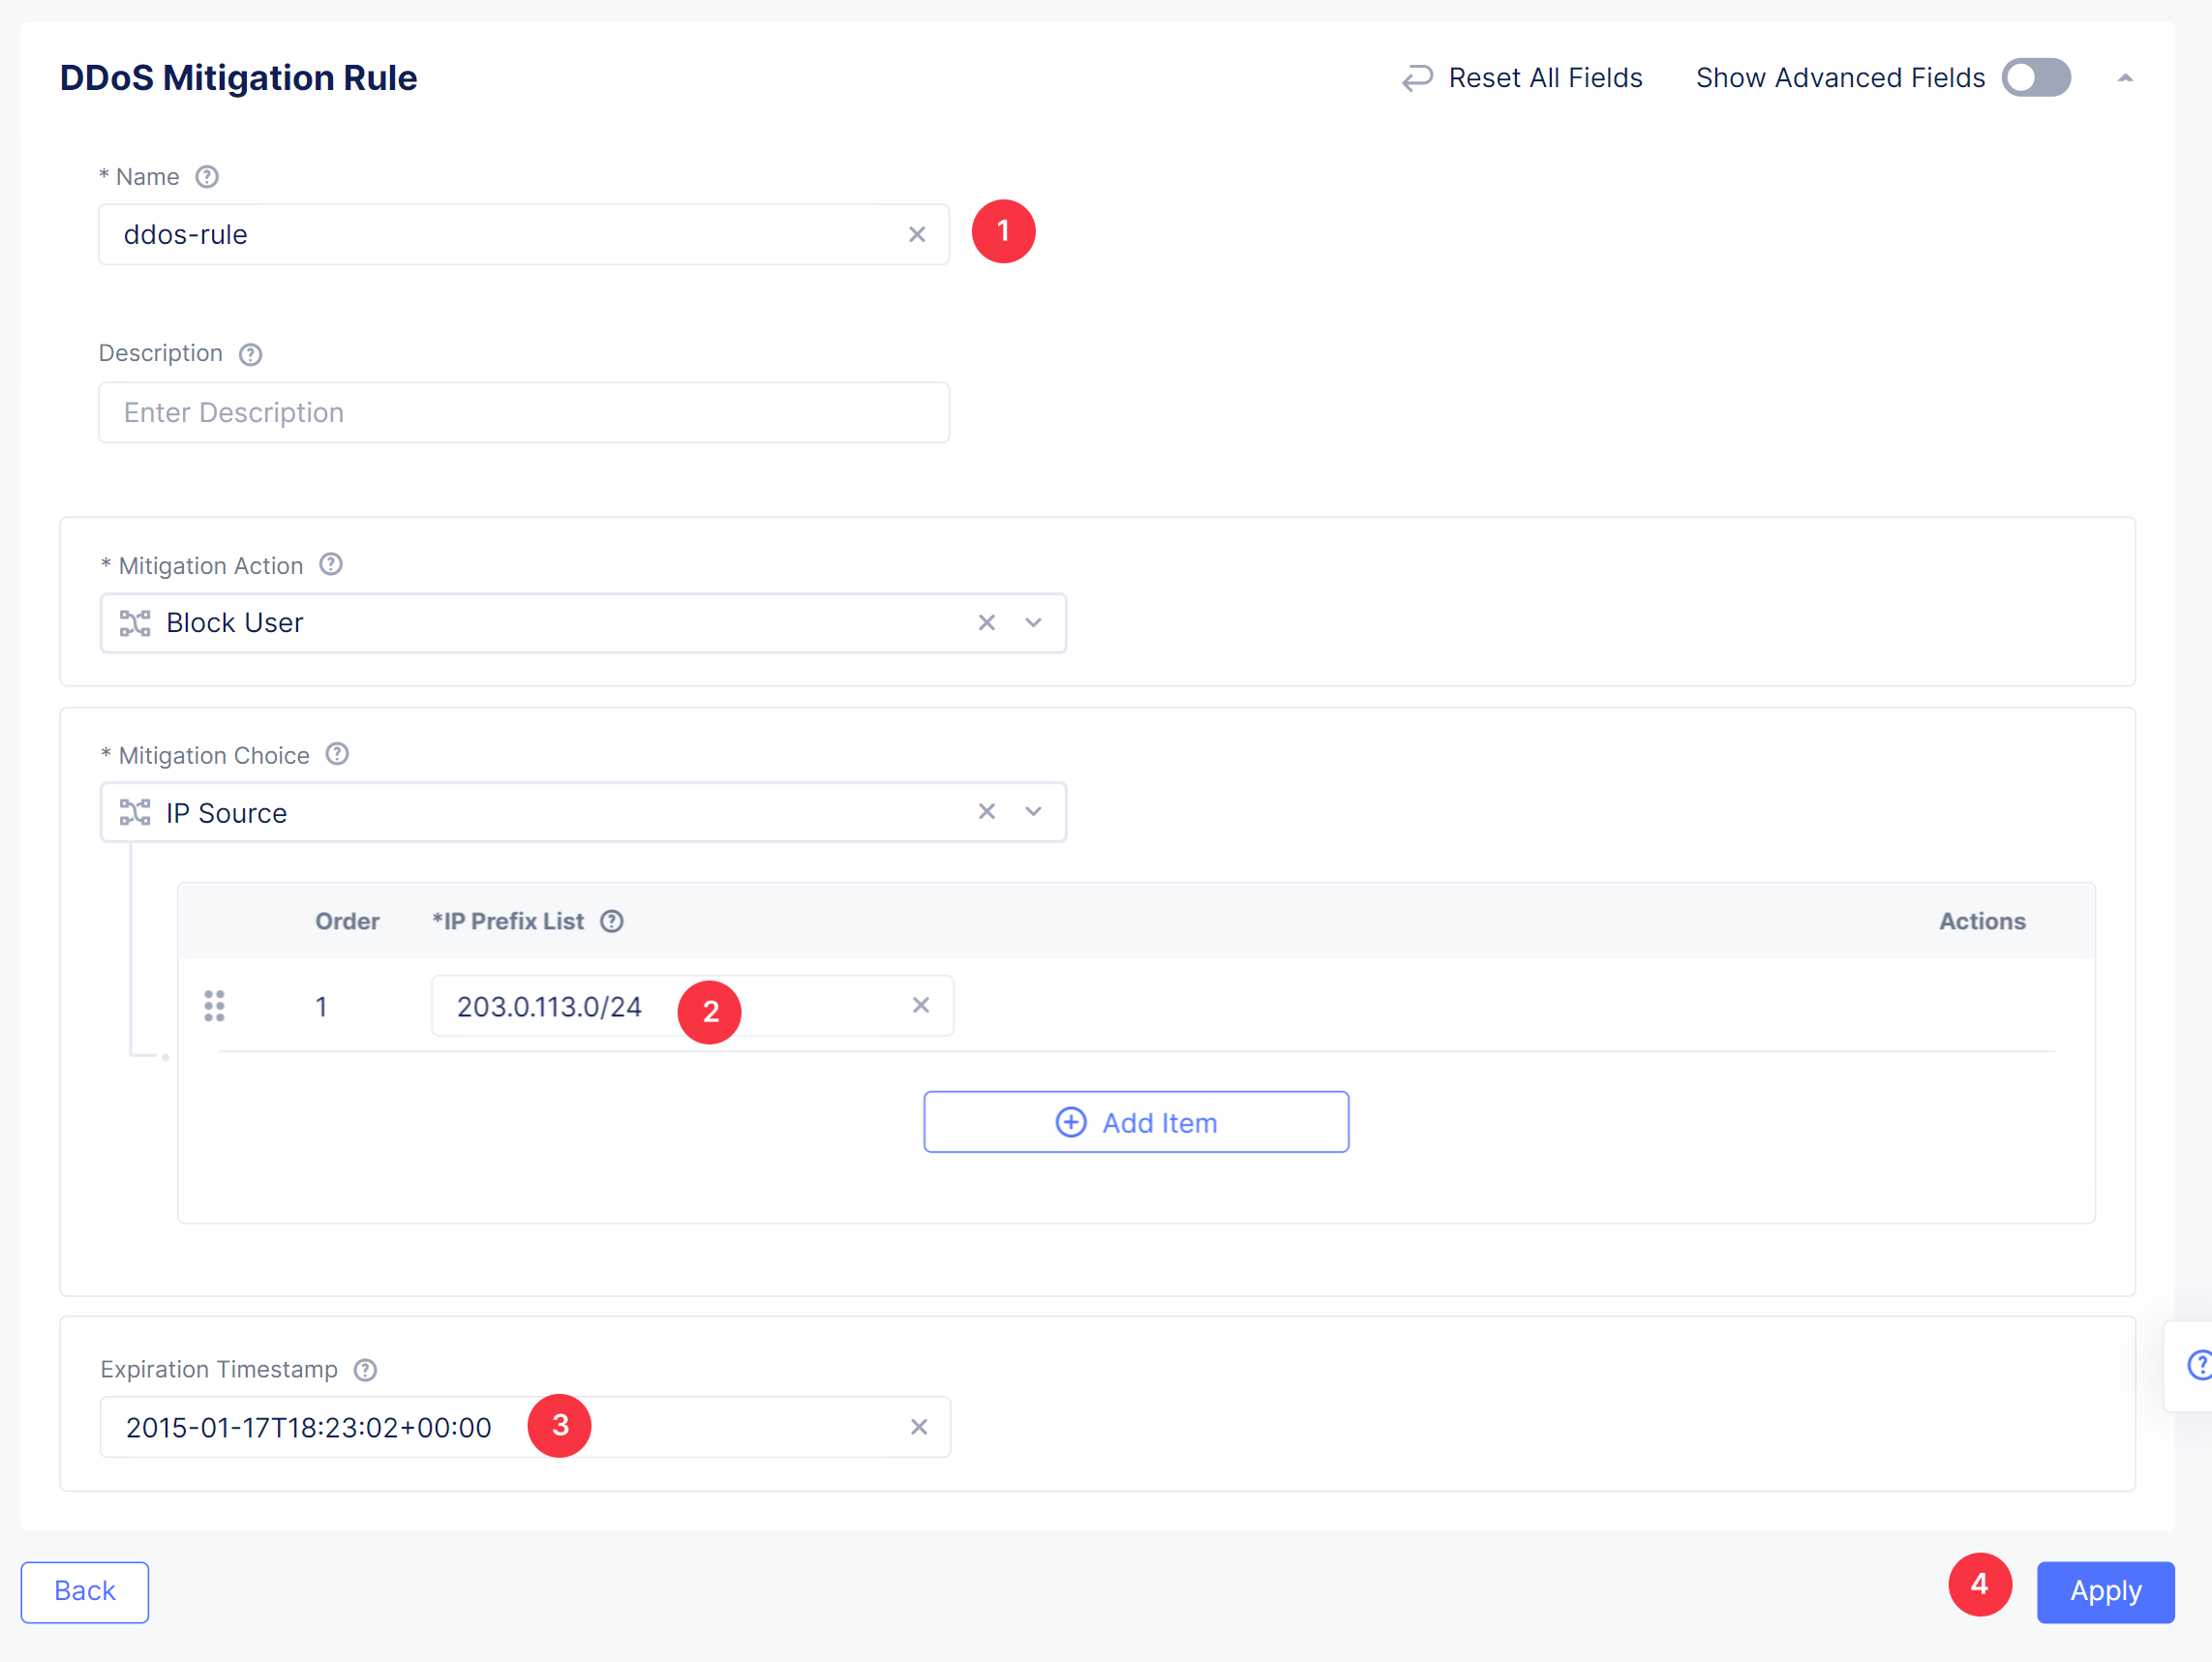 DDoS Mitigation Rule
Reset All Fields
Show Advanced Fields
* Name
ddos-rule
1
Description
Enter Description
* Mitigation Action
Block User
* Mitigation Choice
IP Source
Order *IP Prefix List Actions
1 203.0.113.0/24 2
Add Item
Expiration Timestamp
2015-01-17T18:23:02+00:00 3
Back
4
Apply